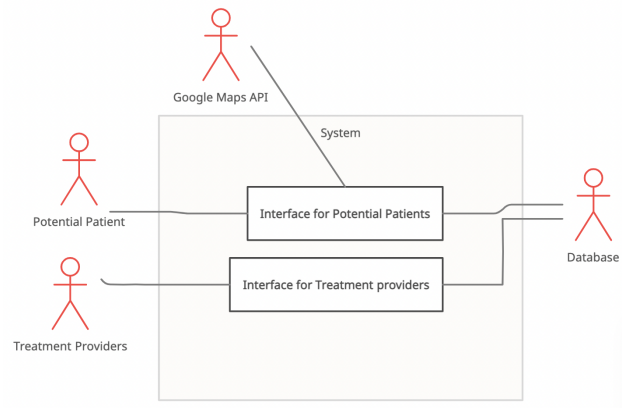 Google Maps API
System
Potential Patient
Interface for Potential Patients
Database
Interface for Treatment providers
Treatment Providers